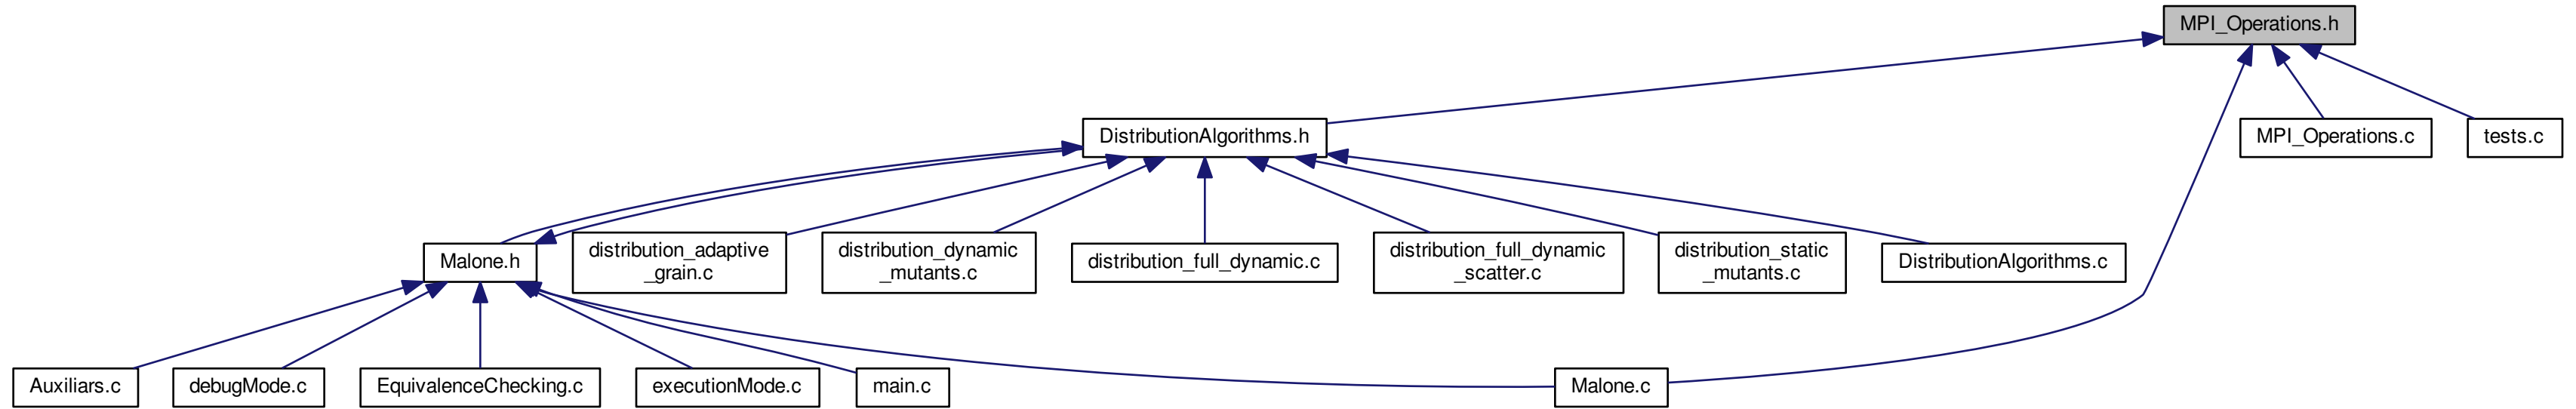 MPI_Operations.h
DistributionAlgorithms.h
MPI_Operations.c
tests.c
Malone.h
distribution_adaptive
_grain.c
distribution_dynamic
_mutants.c
distribution_full_dynamic.c
distribution_full_dynamic
_scatter.c
distribution_static
_mutants.c
DistributionAlgorithms.c
Auxiliars.c
debugMode.c
EquivalenceChecking.c
executionMode.c
main.c
Malone.c